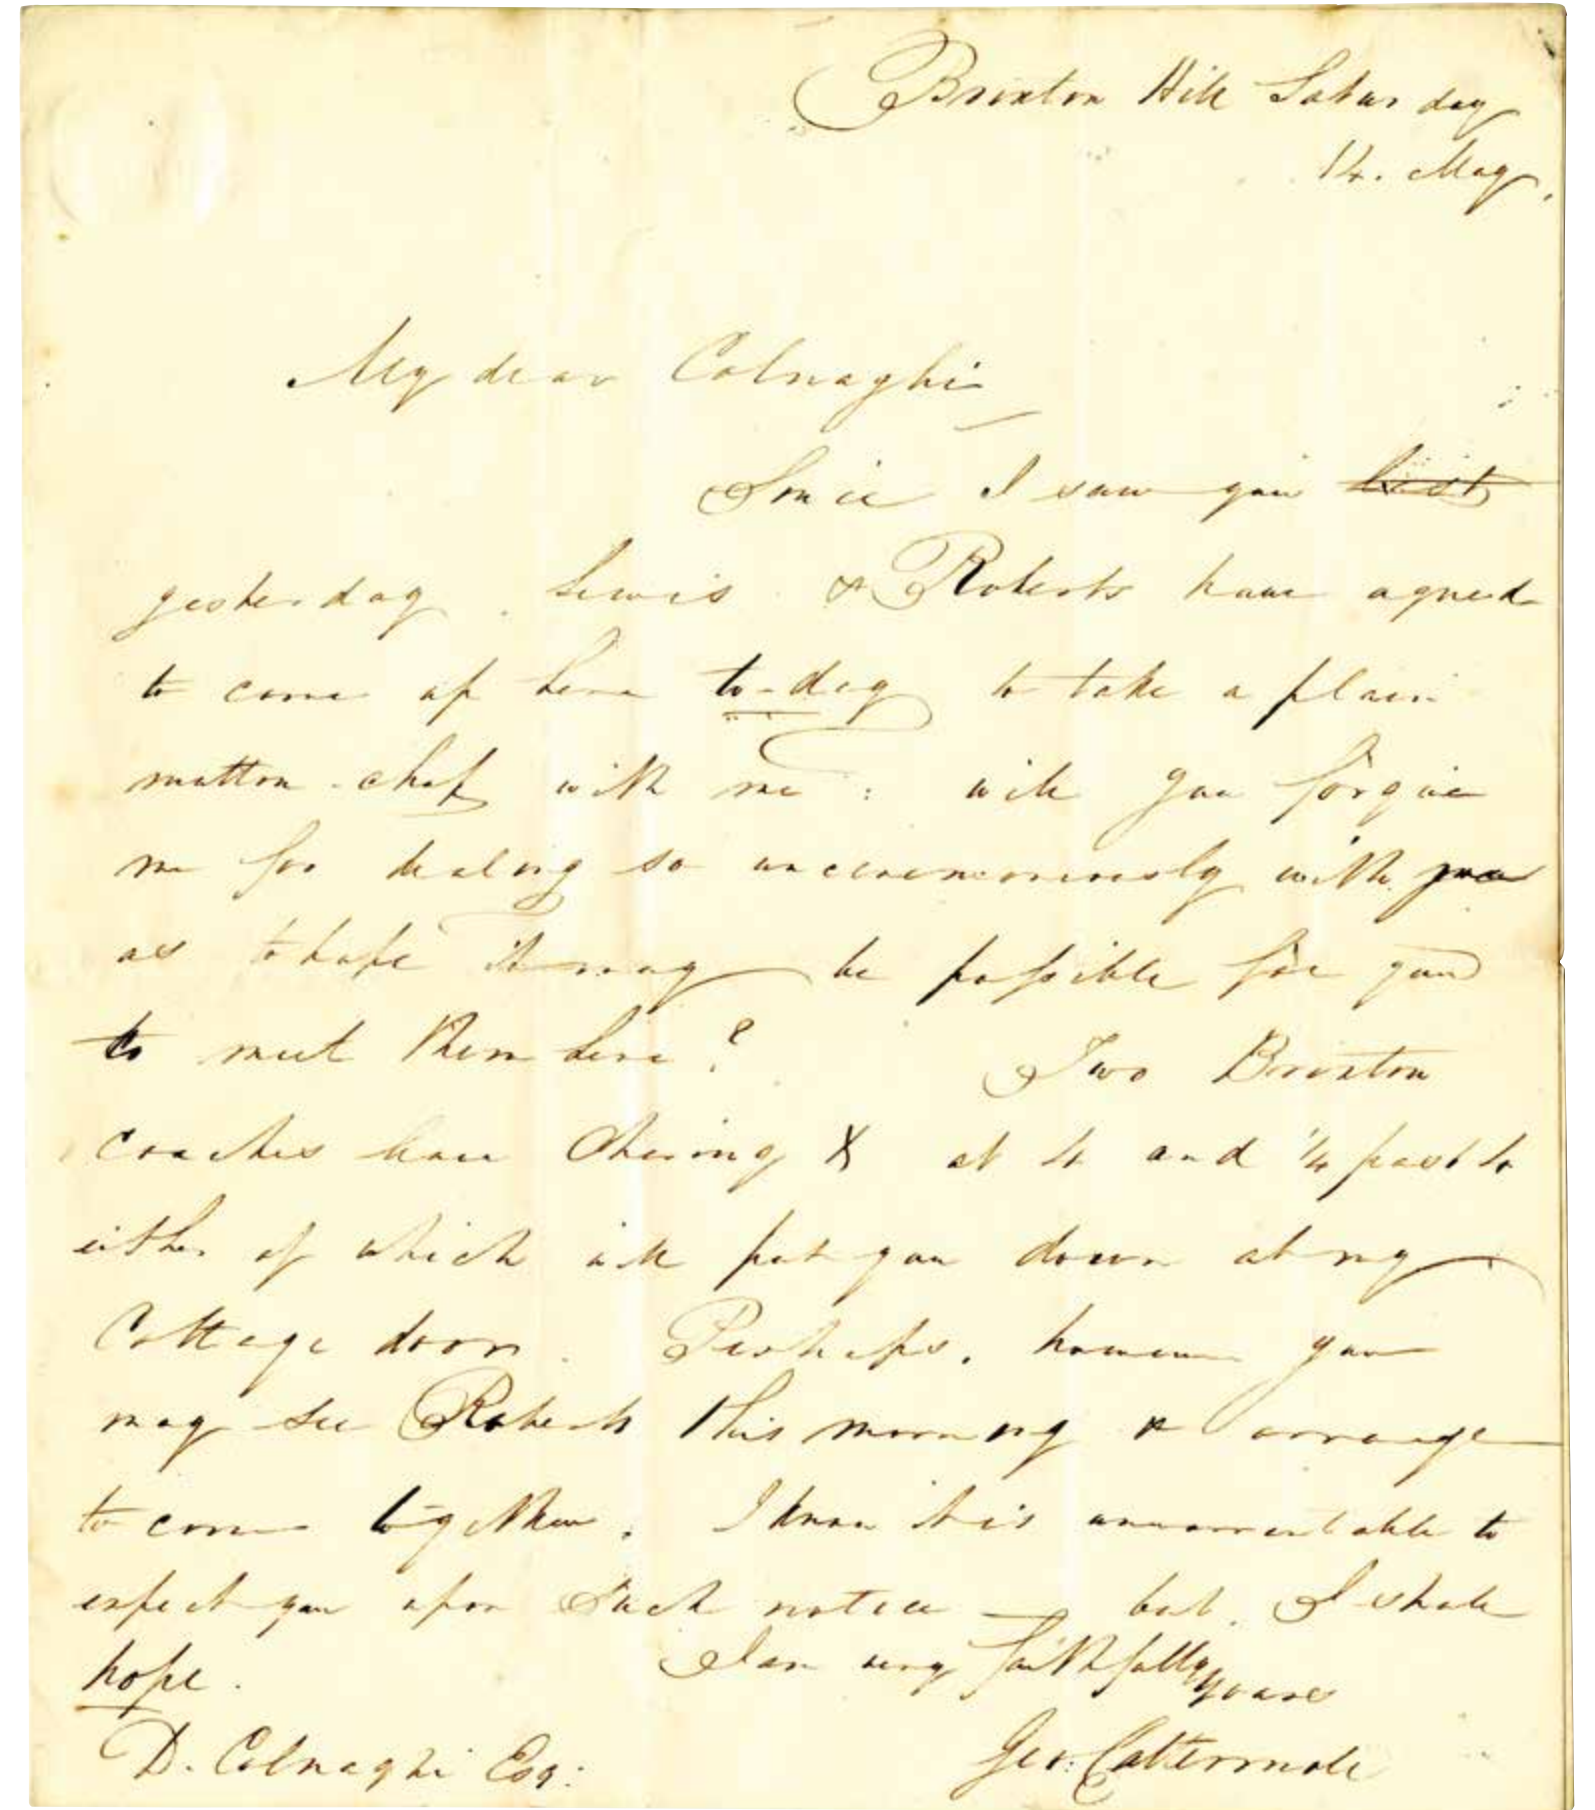 Brixton Hill Saturday
14. May.
My dear Colnaghi
Since I saw you last
yesterday. Lewis & Roberts have agreed
to come up here to-day to take a plain
mutton-chop with me : will you forgive
me for dealing so unceremoniously with you
as to hope it may be possible for you
to meet them here?
Two Brixton
coaches leave Charing X at 4 and 1/4 past 4
either of which will put you down at my
Cottage door. Perhaps, however you
may see Roberts this morning & arrange
to come together. I know it is unwarrantable to
expect you upon such notice — but I shall
hope.
I am very faithfully yours
D. Colnaghi Esq:
Geo: Cattermole